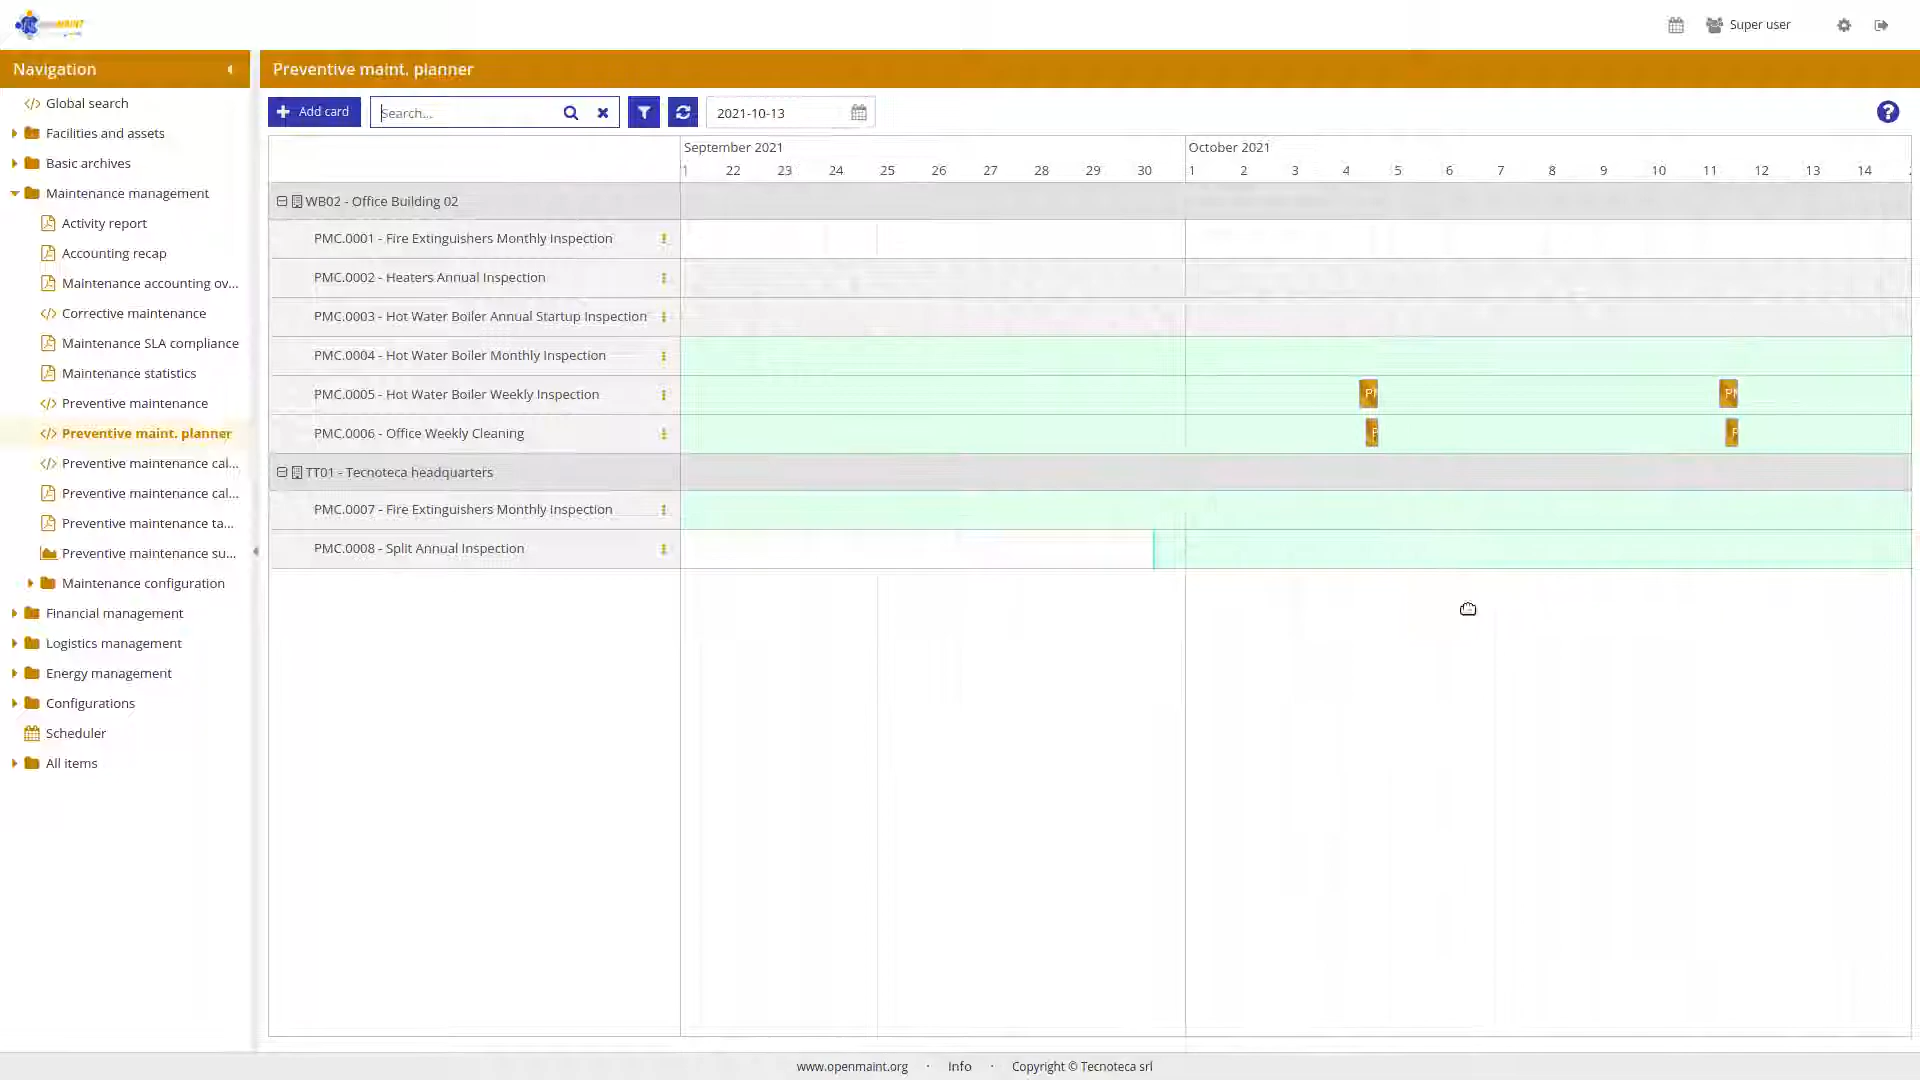 openMAINT
Super user
Navigation
Preventive maint. planner
Global search
Facilities and assets
Basic archives
Maintenance management
Activity report
Accounting recap
Maintenance accounting ov...
Corrective maintenance
Maintenance SLA compliance
Maintenance statistics
Preventive maintenance
Preventive maint. planner
Preventive maintenance cal...
Preventive maintenance cal...
Preventive maintenance ta...
Preventive maintenance su...
Maintenance configuration
Financial management
Logistics management
Energy management
Configurations
Scheduler
All items
Add card
Search...
2021-10-13
September 2021
October 2021
22 23 24 25 26 27 28 29 30 1 2 3 4 5 6 7 8 9 10 11 12 13 14
WB02 - Office Building 02
PMC.0001 - Fire Extinguishers Monthly Inspection
PMC.0002 - Heaters Annual Inspection
PMC.0003 - Hot Water Boiler Annual Startup Inspection
PMC.0004 - Hot Water Boiler Monthly Inspection
PMC.0005 - Hot Water Boiler Weekly Inspection
PMC.0006 - Office Weekly Cleaning
TT01 - Tecnoteca headquarters
PMC.0007 - Fire Extinguishers Monthly Inspection
PMC.0008 - Split Annual Inspection
www.openmaint.org · Info · Copyright © Tecnoteca srl